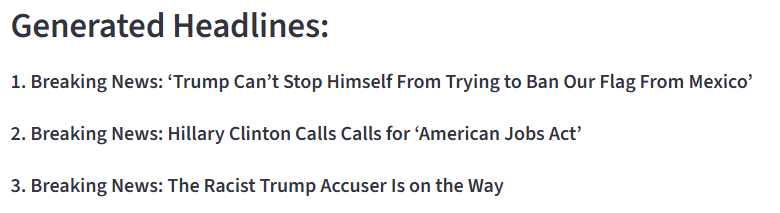 Generated Headlines:
1. Breaking News: ‘Trump Can’t Stop Himself From Trying to Ban Our Flag From Mexico’
2. Breaking News: Hillary Clinton Calls Calls for ‘American Jobs Act’
3. Breaking News: The Racist Trump Accuser Is on the Way